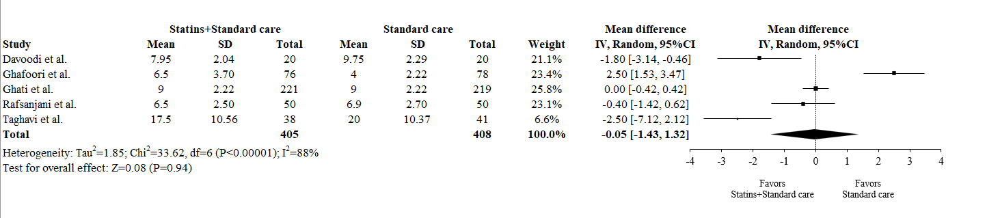 Statins+Standard care Standard care Mean difference Mean difference
Study Mean SD Total Mean SD Total Weight IV, Random, 95%CI IV, Random, 95%CI
Davoodi et al. 7.95 2.04 20 9.75 2.29 20 21.1% -1.80 [-3.14, -0.46]
Ghafoori et al. 6.5 3.70 76 4 2.22 78 23.4% 2.50 [1.53, 3.47]
Ghati et al. 9 2.22 221 9 2.22 219 25.8% 0.00 [-0.42, 0.42]
Rafsanjani et al. 6.5 2.50 50 6.9 2.70 50 23.1% -0.40 [-1.42, 0.62]
Taghavi et al. 17.5 10.56 38 20 10.37 41 6.6% -2.50 [-7.12, 2.12]
Total 405 408 100.0% -0.05 [-1.43, 1.32]
Heterogeneity: Tau²=1.85; Chi²=33.62, df=6 (P<0.00001); I²=88%
Test for overall effect: Z=0.08 (P=0.94)
-4 -3 -2 -1 0 1 2 3 4
Favors Favors
Statins+Standard care Standard care